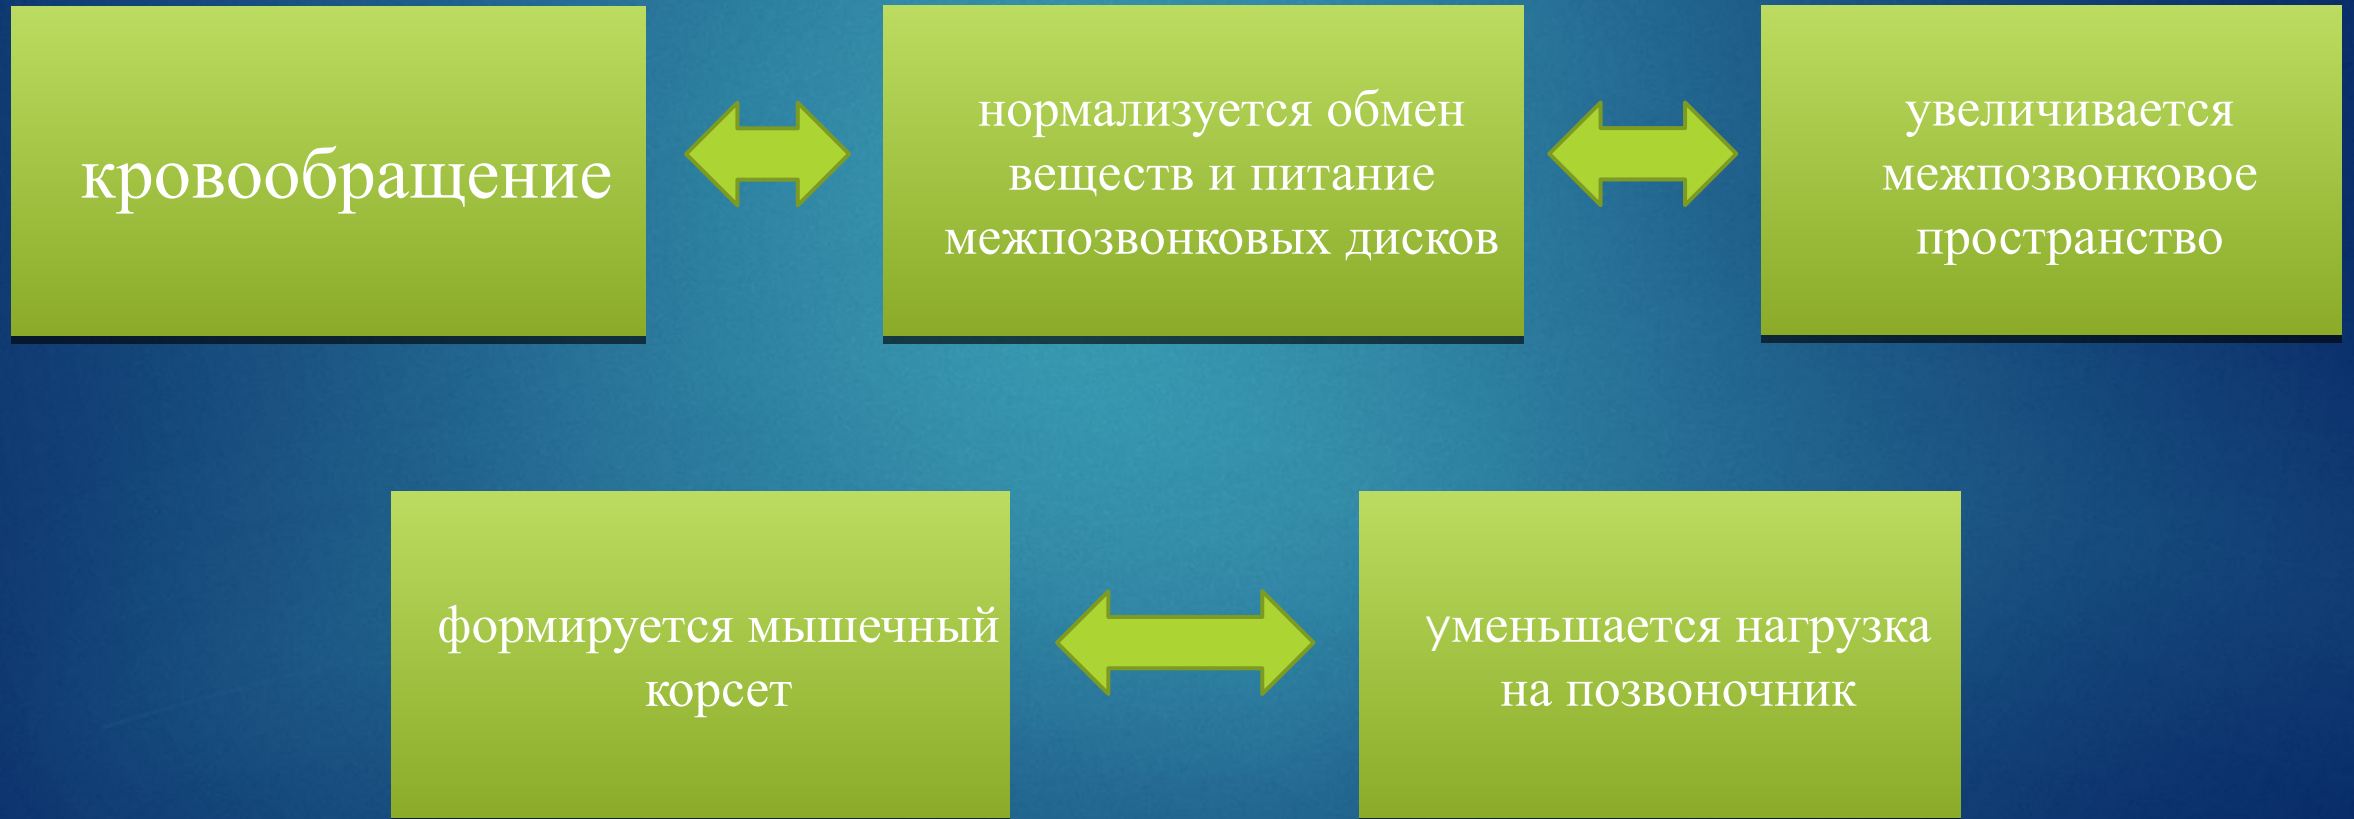 кровообращение
нормализуется обмен
веществ и питание
межпозвонковых дисков
увеличивается
межпозвонковое
пространство
формируется мышечный
корсет
уменьшается нагрузка
на позвоночник